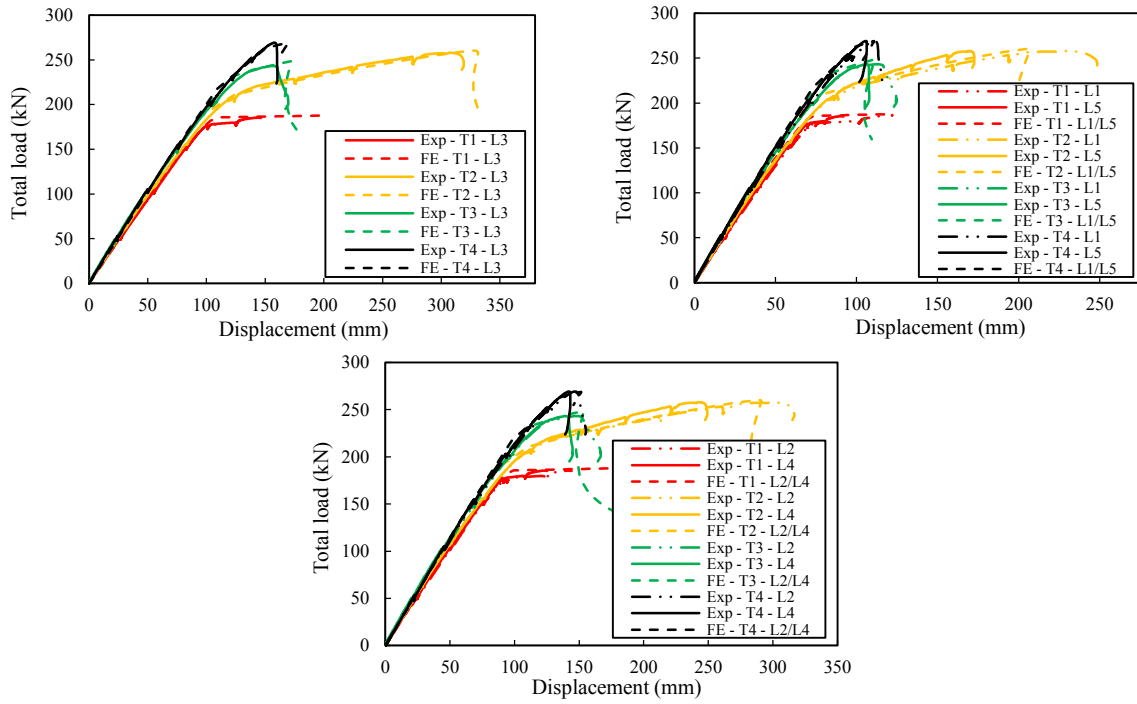 300
250
200
150
100
50
0
Total load (kN)
0 50 100 150 200 250 300 350
Displacement (mm)
Exp - T1 - L3
FE - T1 - L3
Exp - T2 - L3
FE - T2 - L3
Exp - T3 - L3
FE - T3 - L3
Exp - T4 - L3
FE - T4 - L3
300
250
200
150
100
50
0
Total load (kN)
0 50 100 150 200 250
Displacement (mm)
Exp - T1 - L1
Exp - T1 - L5
FE - T1 - L1/L5
Exp - T2 - L1
Exp - T2 - L5
FE - T2 - L1/L5
Exp - T3 - L1
Exp - T3 - L5
FE - T3 - L1/L5
Exp - T4 - L1
Exp - T4 - L5
FE - T4 - L1/L5
300
250
200
150
100
50
0
Total load (kN)
0 50 100 150 200 250 300 350
Displacement (mm)
Exp - T1 - L2
Exp - T1 - L4
FE - T1 - L2/L4
Exp - T2 - L2
Exp - T2 - L4
FE - T2 - L2/L4
Exp - T3 - L2
Exp - T3 - L4
FE - T3 - L2/L4
Exp - T4 - L2
Exp - T4 - L4
FE - T4 - L2/L4